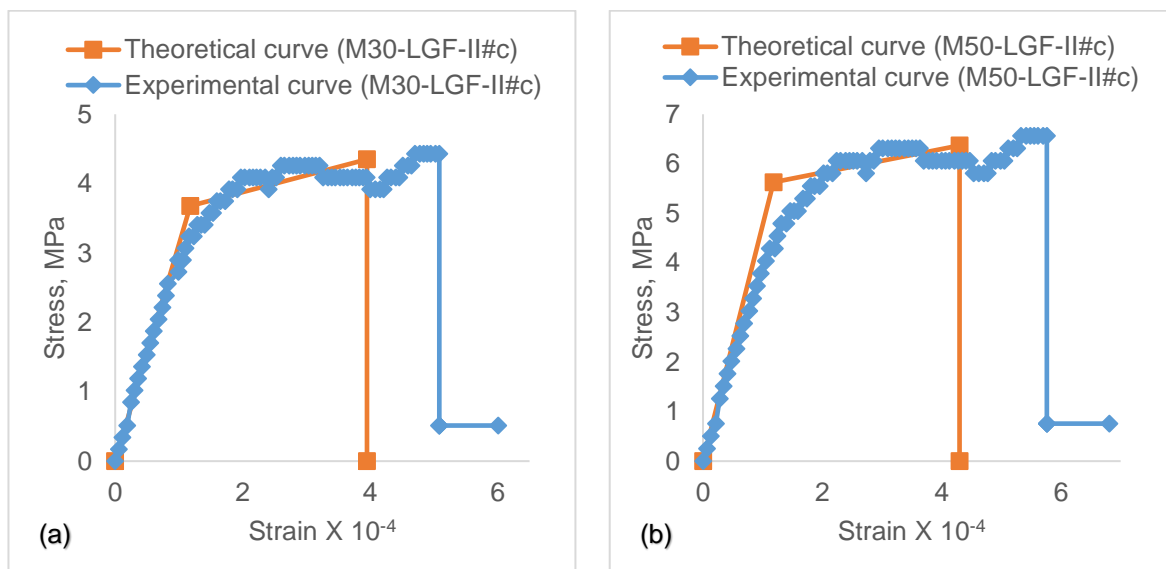 Theoretical curve (M30-LGF-II#c)
Experimental curve (M30-LGF-II#c)
5
4
3
2
1
0
0 2 4 6
Stress, MPa
Strain X 10⁻⁴
(a)
Theoretical curve (M50-LGF-II#c)
Experimental curve (M50-LGF-II#c)
7
6
5
4
3
2
1
0
0 2 4 6
Stress, MPa
Strain X 10⁻⁴
(b)